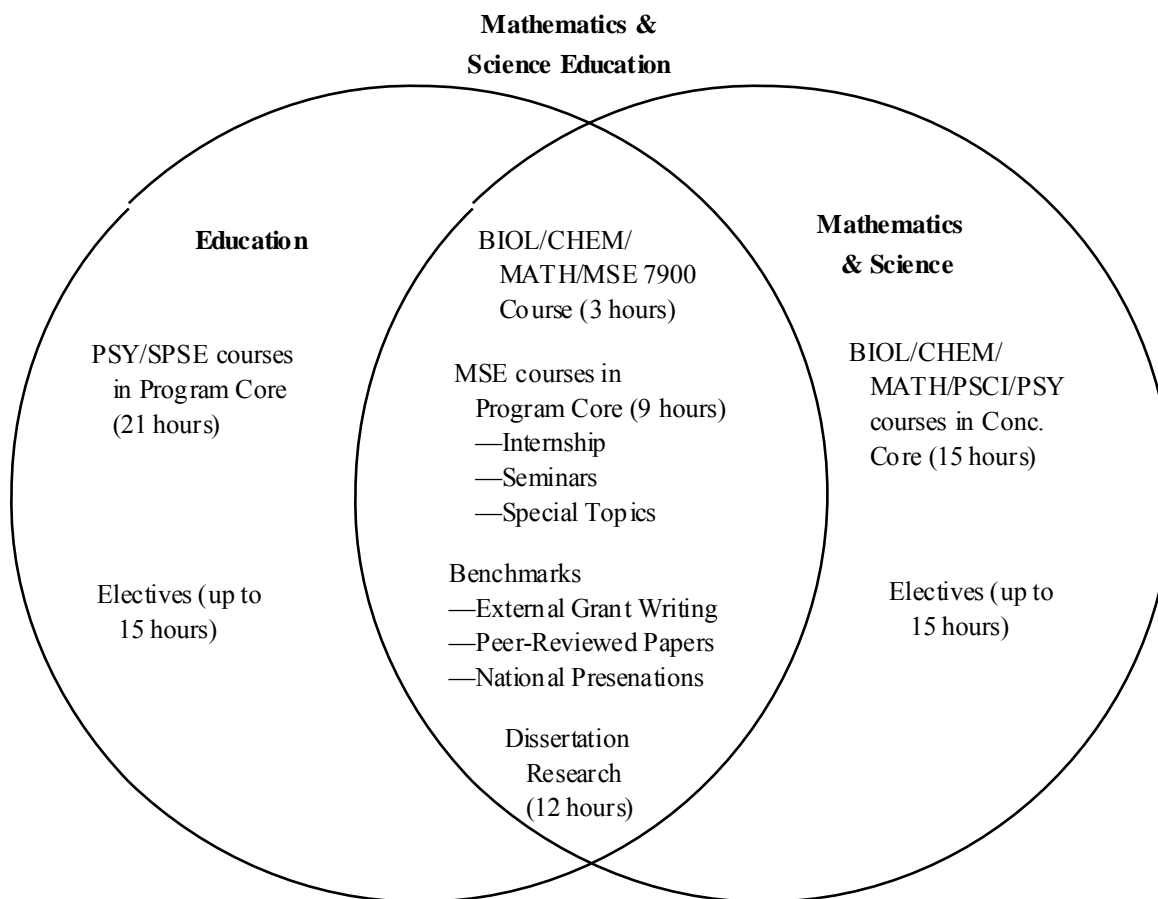 Mathematics &
Science Education
Education
PSY/SPSE courses
in Program Core
(21 hours)
Electives (up to
15 hours)
BIOL/CHEM/
MATH/MSE 7900
Course (3 hours)
MSE courses in
Program Core (9 hours)
—Internship
—Seminars
—Special Topics
Benchmarks
—External Grant Writing
—Peer-Reviewed Papers
—National Presenations
Dissertation
Research
(12 hours)
Mathematics
& Science
BIOL/CHEM/
MATH/PSCI/PSY
courses in Conc.
Core (15 hours)
Electives (up to
15 hours)